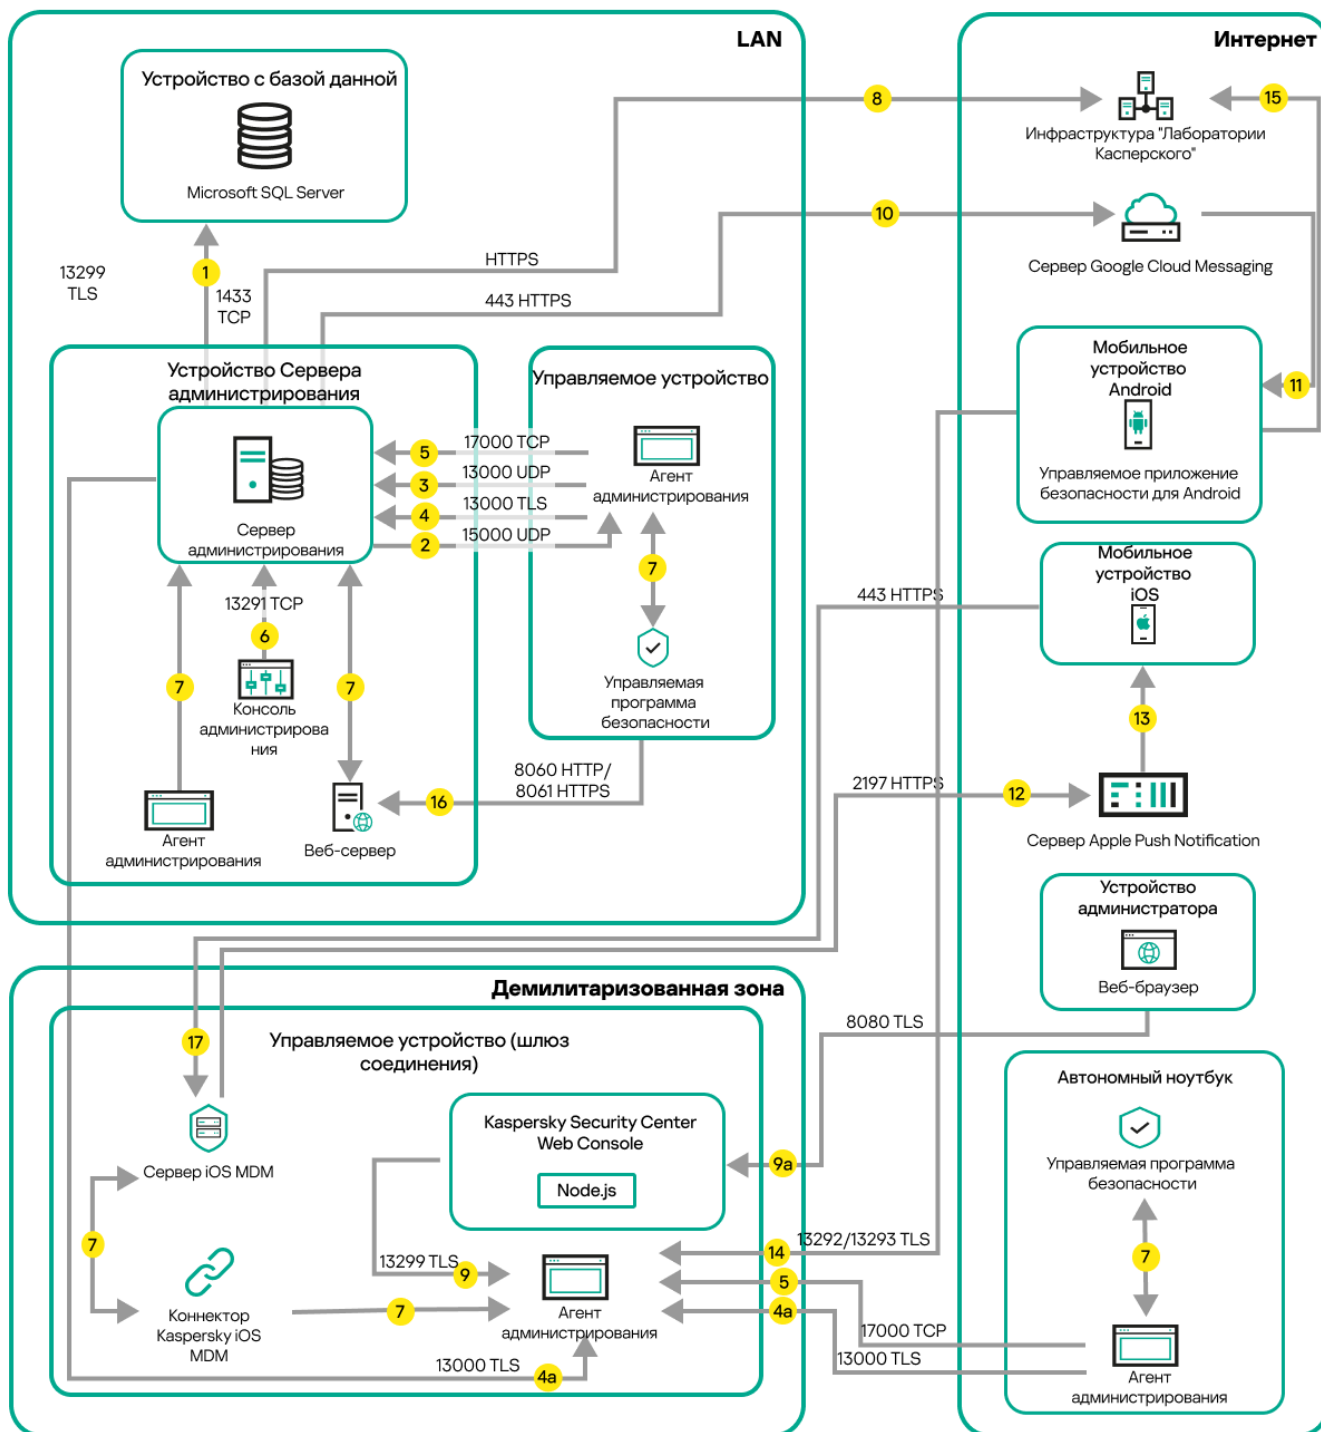 LAN
Устройство с базой данной
Microsoft SQL Server
13299
TLS
1
1433
TCP
HTTPS
8
443 HTTPS
10
Устройство Сервера
администрирования
Сервер
администрирования
Управляемое устройство
Агент
администрирования
17000 TCP
5
13000 UDP
3
13000 TLS
4
15000 UDP
2
7
Управляемая
программа
безопасности
13291 TCP
6
7
7
Консоль
администрирова
ния
Агент
администрирования
Веб-сервер
8060 HTTP/
8061 HTTPS
16
Интернет
15
Инфраструктура "Лаборатории
Касперского"
Сервер Google Cloud Messaging
11
Мобильное
устройство
Android
Управляемое приложение
безопасности для Android
Мобильное
устройство
iOS
443 HTTPS
13
2197 HTTPS
12
Сервер Apple Push Notification
Устройство
администратора
Веб-браузер
8080 TLS
Автономный ноутбук
Управляемая программа
безопасности
7
Агент
администрирования
Демилитаризованная зона
Управляемое устройство (шлюз
соединения)
17
Сервер iOS MDM
7
Коннектор
Kaspersky iOS
MDM
Kaspersky Security Center
Web Console
Node.js
9a
13299 TLS
9
7
Агент
администрирования
14
13292/13293 TLS
5
4a
17000 TCP
13000 TLS
13000 TLS
4a